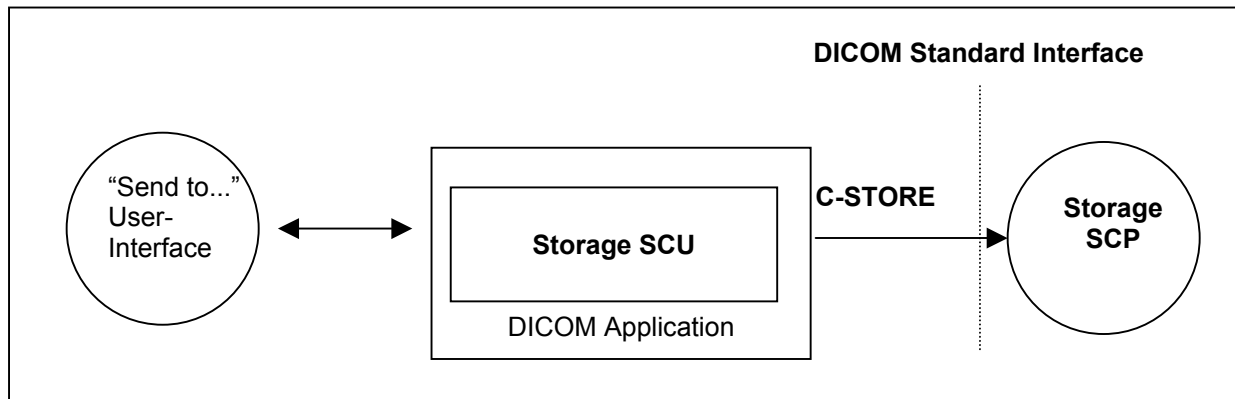 DICOM Standard Interface
“Send to...”
User-
Interface
Storage SCU
DICOM Application
C-STORE
Storage
SCP